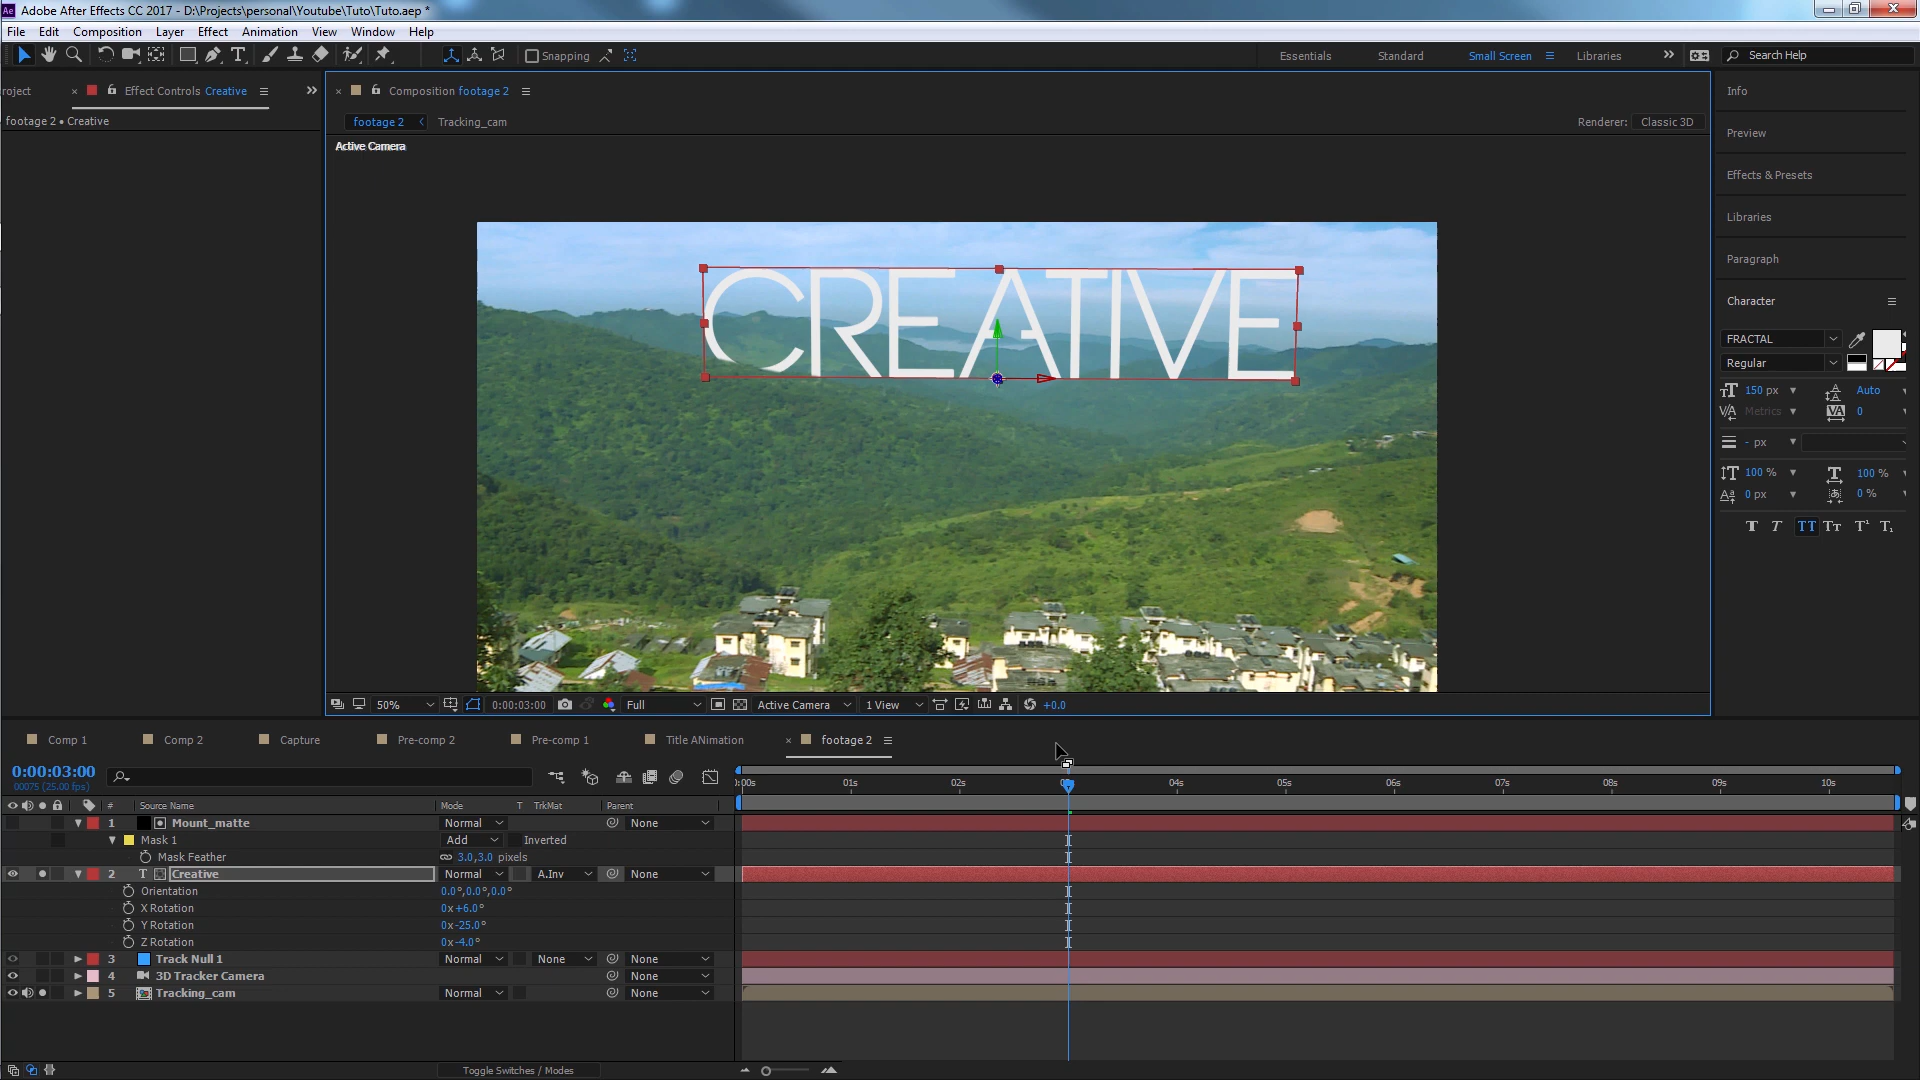 Adobe After Effects CC 2017 - D:\Projects\personal\Youtube\Tuto\Tuto.aep *
File Edit Composition Layer Effect Animation View Window Help
Snapping
Essentials Standard Small Screen Libraries Search Help
roject Effect Controls Creative
footage 2 • Creative
Composition footage 2
footage 2 Tracking_cam
Renderer: Classic 3D
Active Camera
CREATIVE
50% 0:00:03:00 Full Active Camera 1 View +0.0
Info
Preview
Effects & Presets
Libraries
Paragraph
Character
FRACTAL
Regular
150 px Auto
Metrics 0
- px
100 % 100 %
0 px 0 %
Comp 1 Comp 2 Capture Pre-comp 2 Pre-comp 1 Title ANimation footage 2
0:00:03:00
00075 (25.00 fps)
:00s 01s 02s 04s 05s 06s 07s 08s 09s 10s
# Source Name Mode T TrkMat Parent
1 Mount_matte Normal None
Mask 1 Add Inverted
Mask Feather 3.0,3.0 pixels
2 Creative Normal A.Inv None
Orientation 0.0°,0.0°,0.0°
X Rotation 0x+6.0°
Y Rotation 0x-25.0°
Z Rotation 0x-4.0°
3 Track Null 1 Normal None None
4 3D Tracker Camera None
5 Tracking_cam Normal None
Toggle Switches / Modes